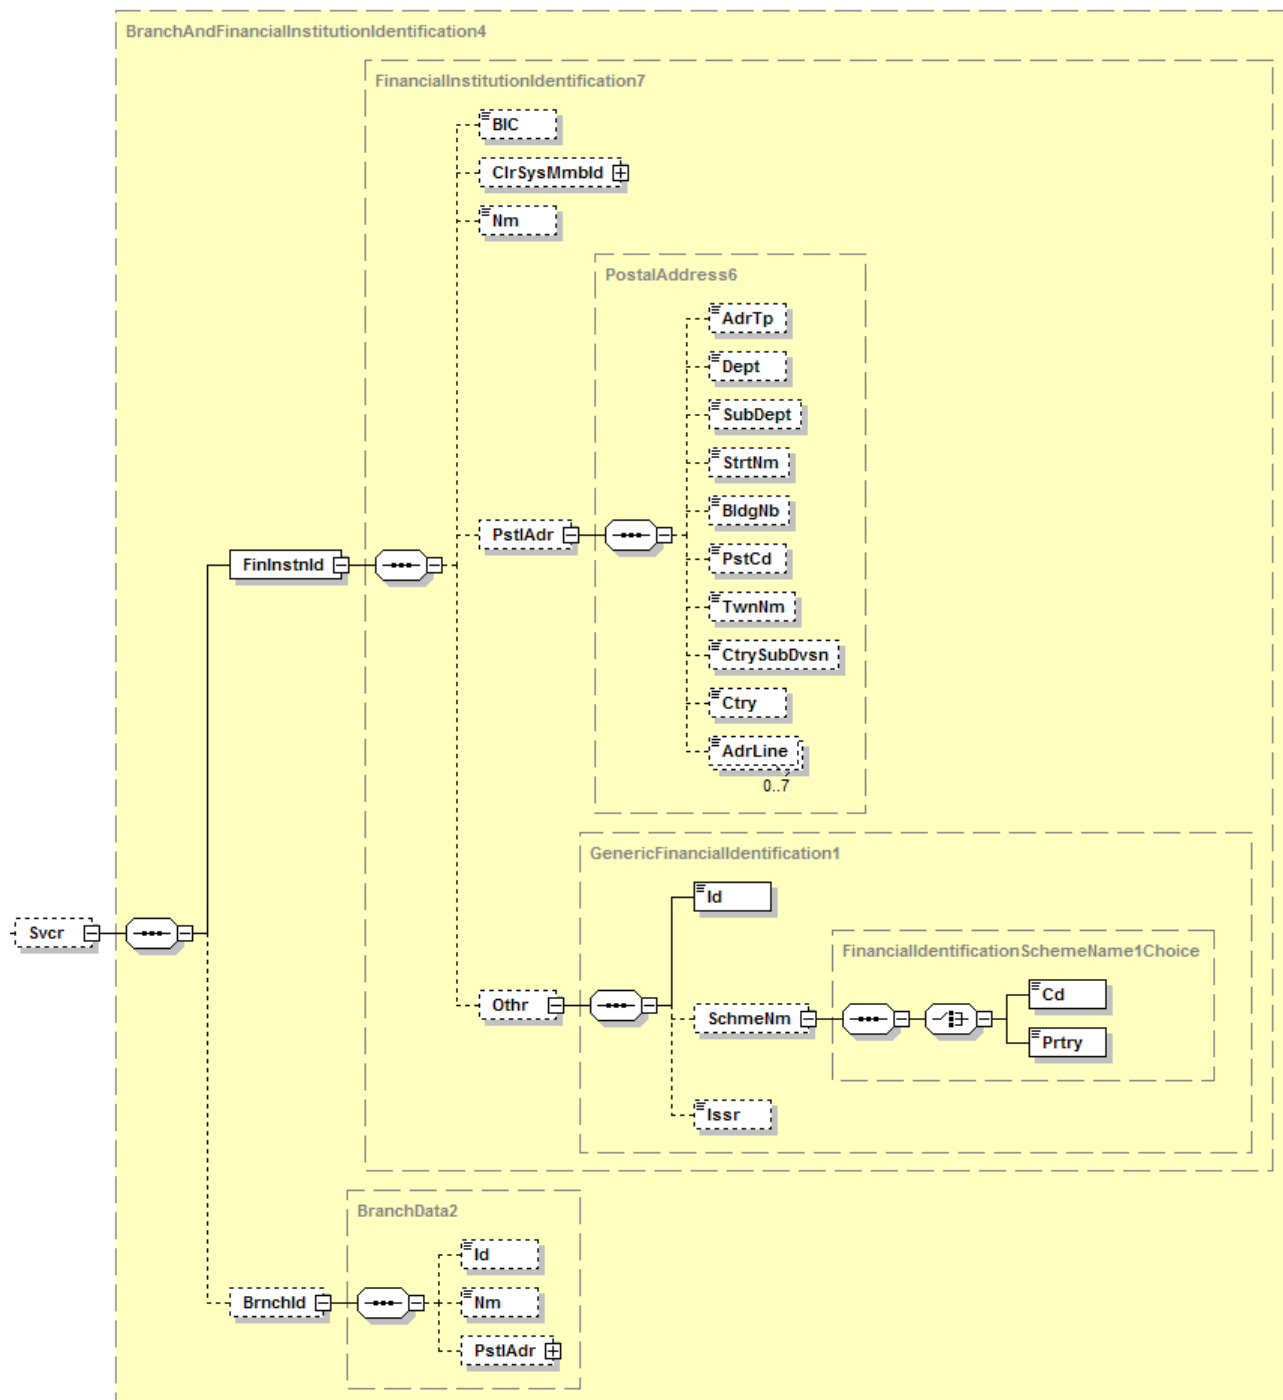 BranchAndFinancialInstitutionIdentification4
FinancialInstitutionIdentification7
BIC
ClrSysMmbId
Nm
PostalAddress6
AdrTp
Dept
SubDept
StrtNm
BldgNb
PstlAdr
PstCd
FinInstnId
TwnNm
CtrySubDvsn
Ctry
AdrLine
0..7
GenericFinancialIdentification1
Id
Svcr
FinancialIdentificationSchemeName1Choice
Cd
Othr
SchmeNm
Prtry
Issr
BranchData2
Id
BrnchId
Nm
PstlAdr